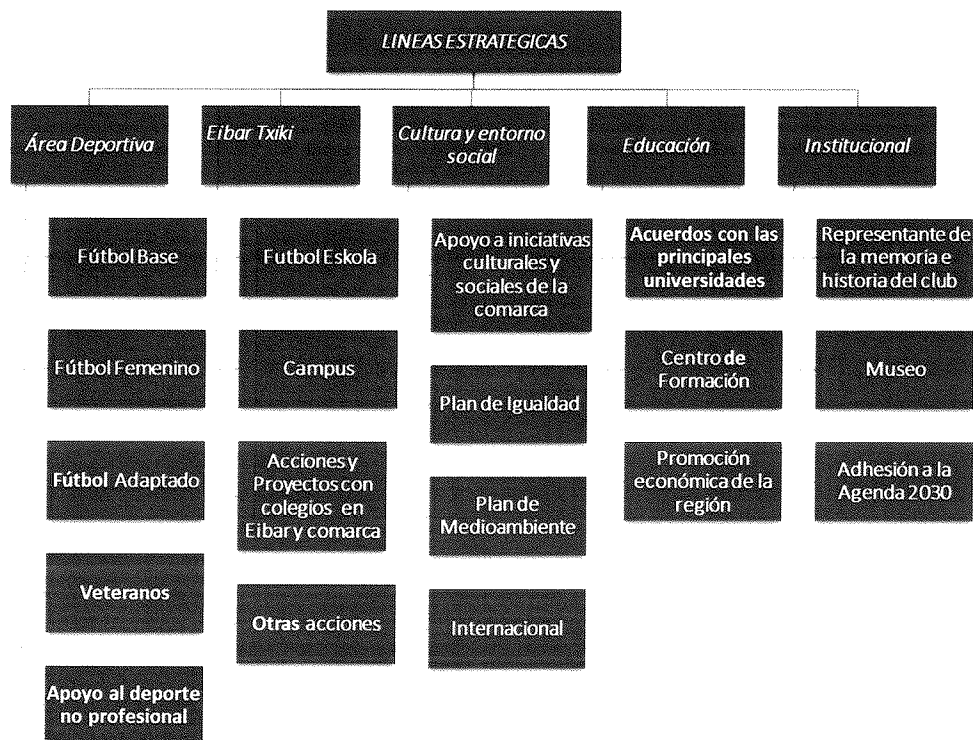 LINEAS ESTRATEGICAS
Área Deportiva
Fútbol Base
Fútbol Femenino
Fútbol Adaptado
Veteranos
Apoyo al deporte
no profesional
Eibar Txiki
Futbol Eskola
Campus
Acciones y
Proyectos con
colegios en
Eibar y comarca
Otras acciones
Cultura y entorno
social
Apoyo a iniciativas
culturales y
sociales de la
comarca
Plan de Igualdad
Plan de
Medioambiente
Internacional
Educación
Acuerdos con las
principales
universidades
Centro de
Formación
Promoción
económica de la
región
Institucional
Representante de
la memoria e
historia del club
Museo
Adhesión a la
Agenda 2030